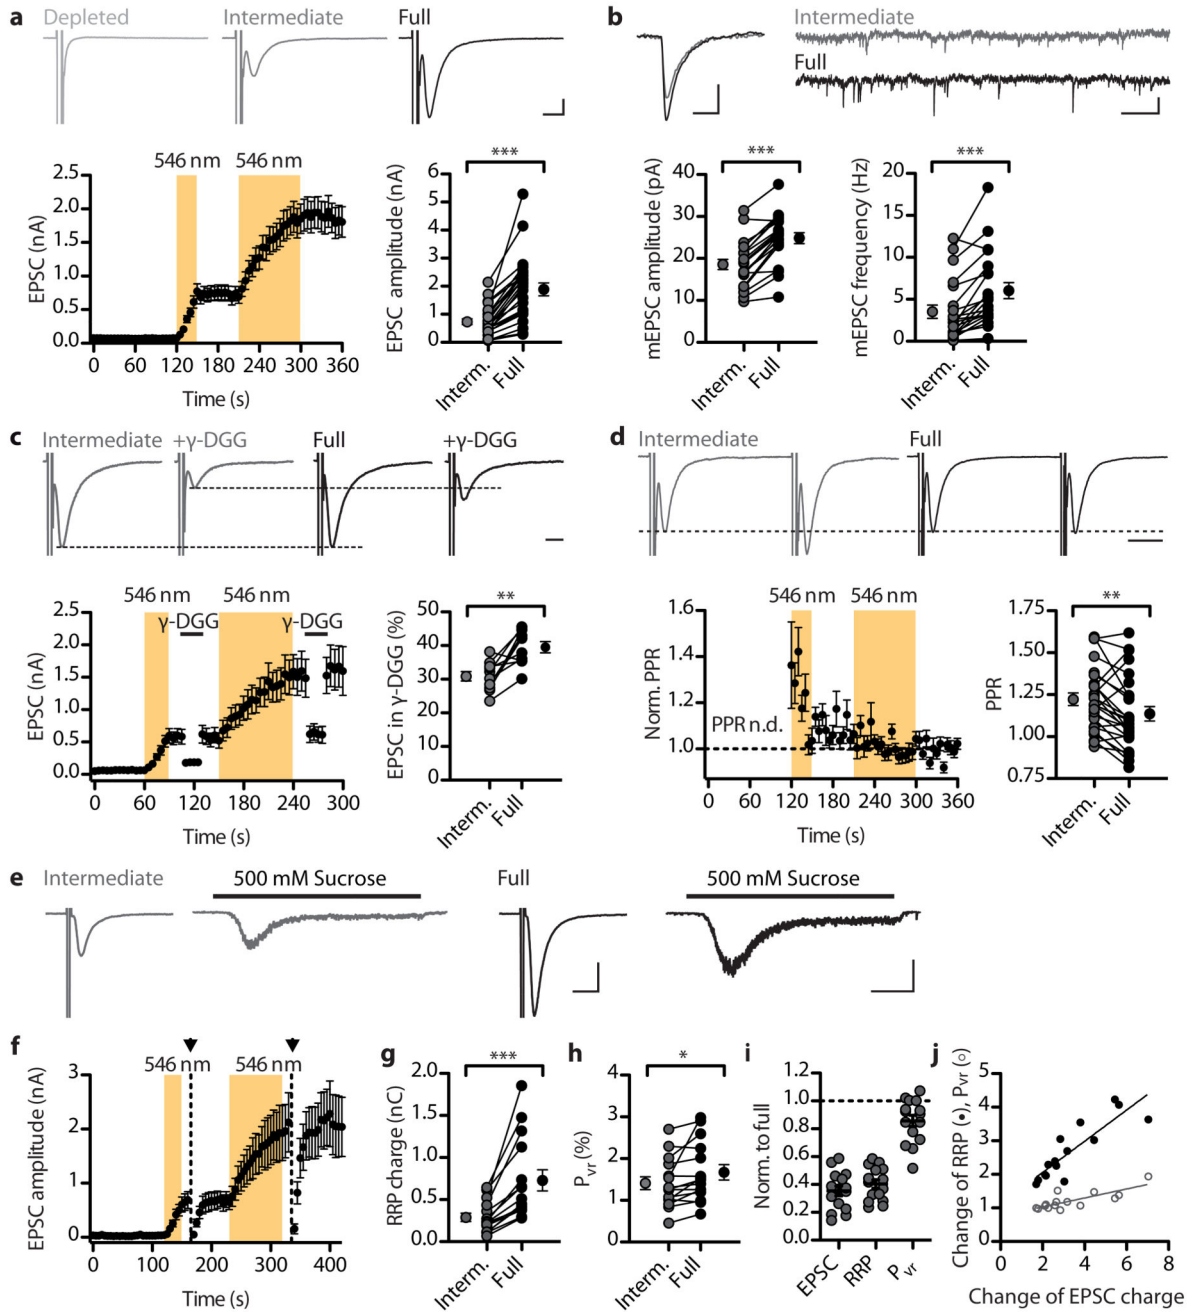 a
Depleted
Intermediate
Full
546 nm
546 nm
EPSC (nA)
2.5
2.0
1.5
1.0
0.5
0.0
0
60
120
180
240
300
360
Time (s)
***
EPSC amplitude (nA)
6
5
4
3
2
1
0
Interm.
Full
b
Intermediate
Full
***
mEPSC amplitude (pA)
40
30
20
10
0
Interm.
Full
***
mEPSC frequency (Hz)
20
15
10
5
0
Interm.
Full
c
Intermediate
+γ-DGG
Full
+γ-DGG
546 nm
546 nm
γ-DGG
γ-DGG
EPSC (nA)
2.5
2.0
1.5
1.0
0.5
0.0
0
60
120
180
240
300
Time (s)
**
EPSC in γ-DGG (%)
50
40
30
20
10
0
Interm.
Full
d
Intermediate
Full
546 nm
546 nm
Norm. PPR
1.6
1.4
1.2
1.0
PPR n.d.
0
60
120
180
240
300
360
Time (s)
**
PPR
1.75
1.50
1.25
1.00
0.75
Interm.
Full
e
Intermediate
500 mM Sucrose
Full
500 mM Sucrose
f
546 nm
546 nm
EPSC amplitude (nA)
3
2
1
0
0
100
200
300
400
Time (s)
g
***
RRP charge (nC)
2.0
1.5
1.0
0.5
0.0
Interm.
Full
h
*
Pvr (%)
4
3
2
1
0
Interm.
Full
i
Norm. to full
1.2
1.0
0.8
0.6
0.4
0.2
0.0
EPSC
RRP
Pvr
j
Change of RRP (•), Pvr (○)
5
4
3
2
1
0
0
2
4
6
8
Change of EPSC charge